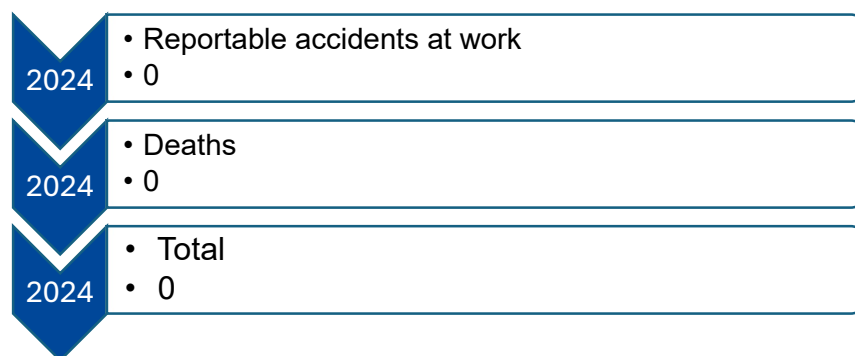 2024
• Reportable accidents at work
• 0
2024
• Deaths
• 0
2024
• Total
• 0